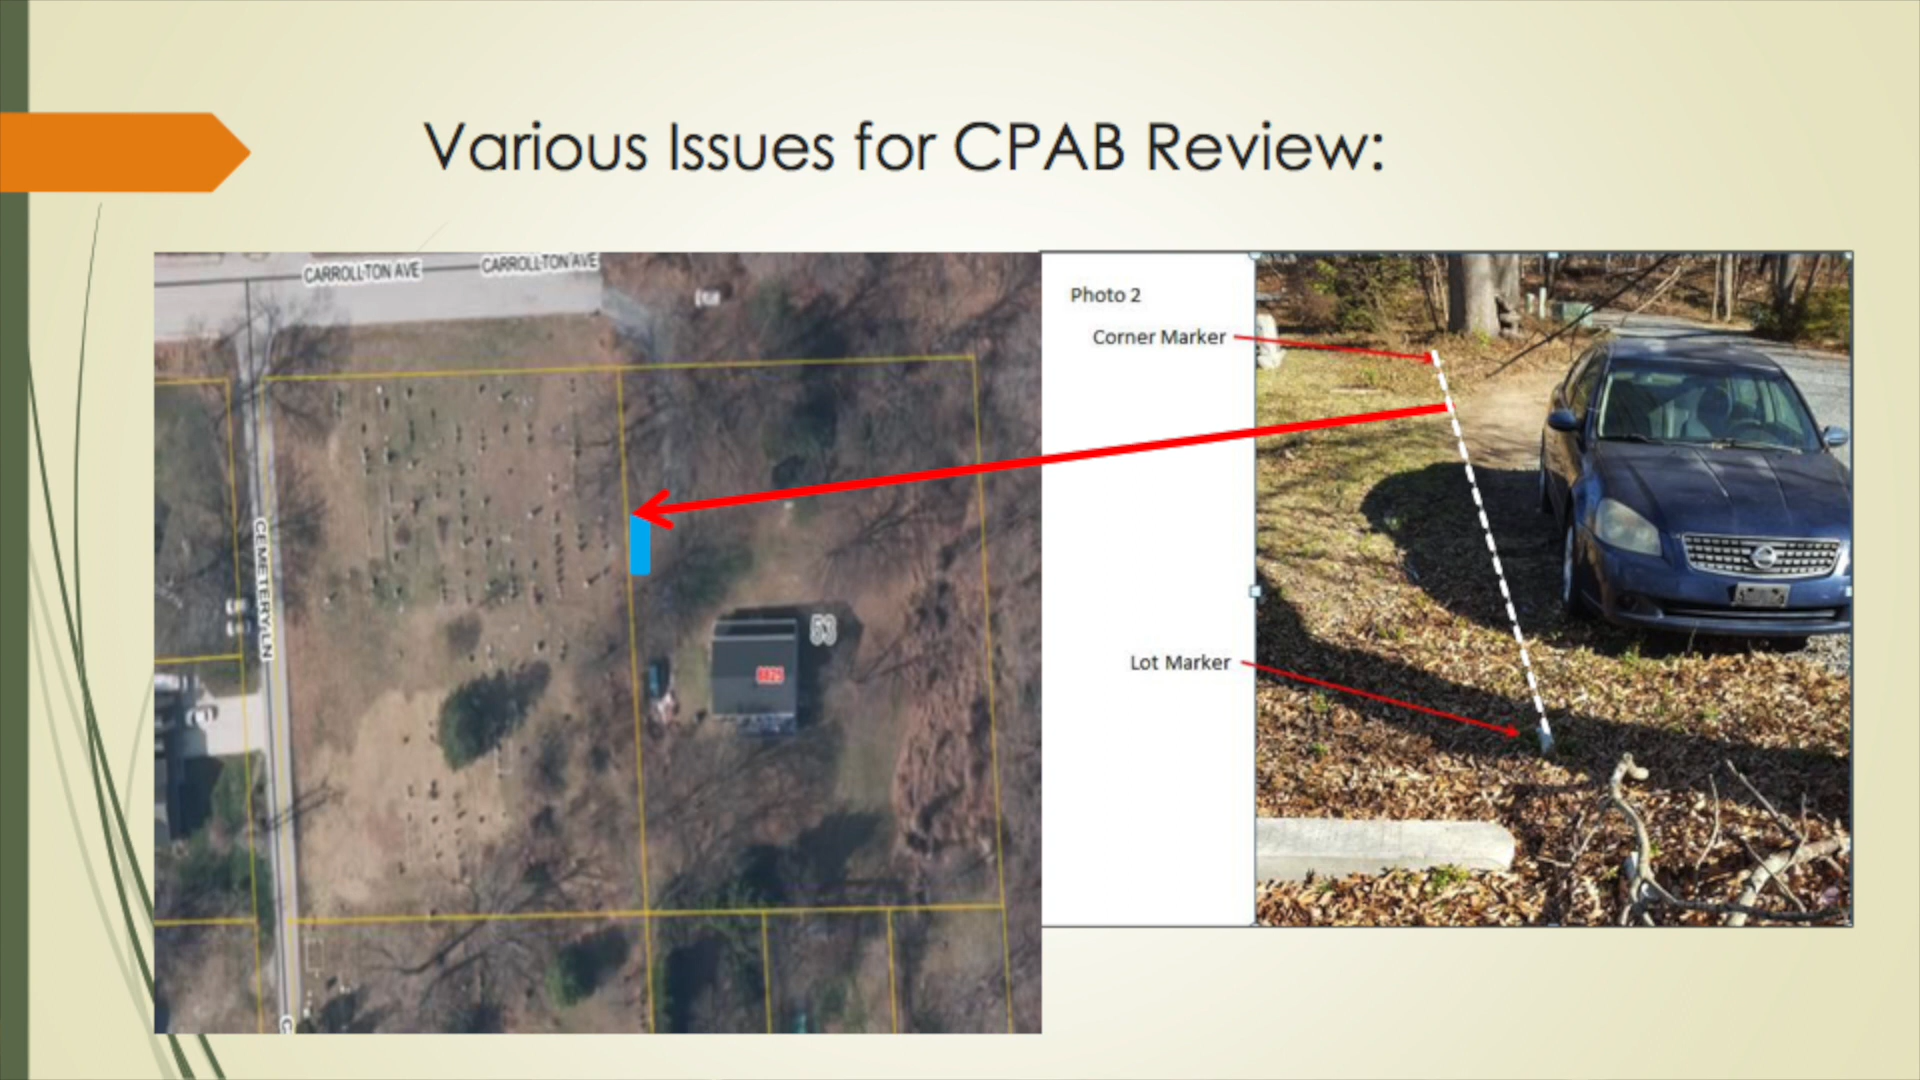 Various Issues for CPAB Review:
CARROLLTON AVE
CARROLLTON AVE
CEMETERY LN
53
Photo 2
Corner Marker
Lot Marker